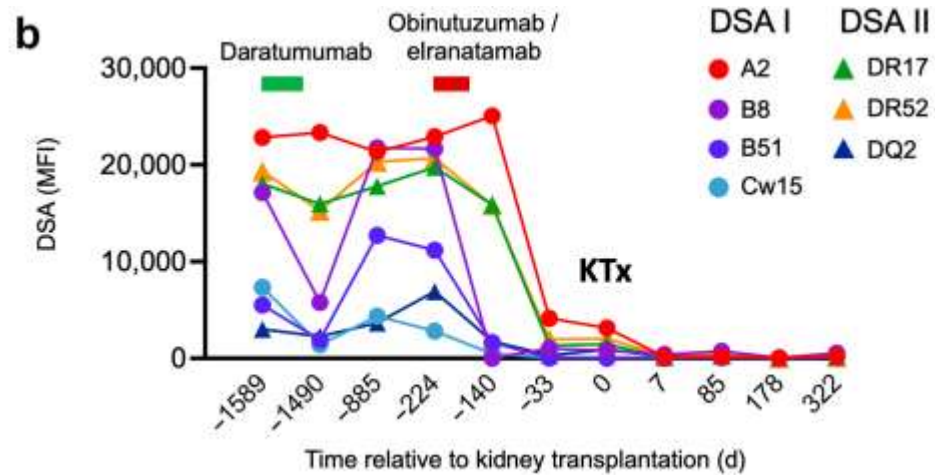 b
Daratumumab
Obinutuzumab /
elranatamab
DSA I
DSA II
A2
B8
B51
Cw15
DR17
DR52
DQ2
DSA (MFI)
30,000
20,000
10,000
0
KTx
−1589
−1490
−885
−224
−140
−33
0
7
85
178
322
Time relative to kidney transplantation (d)